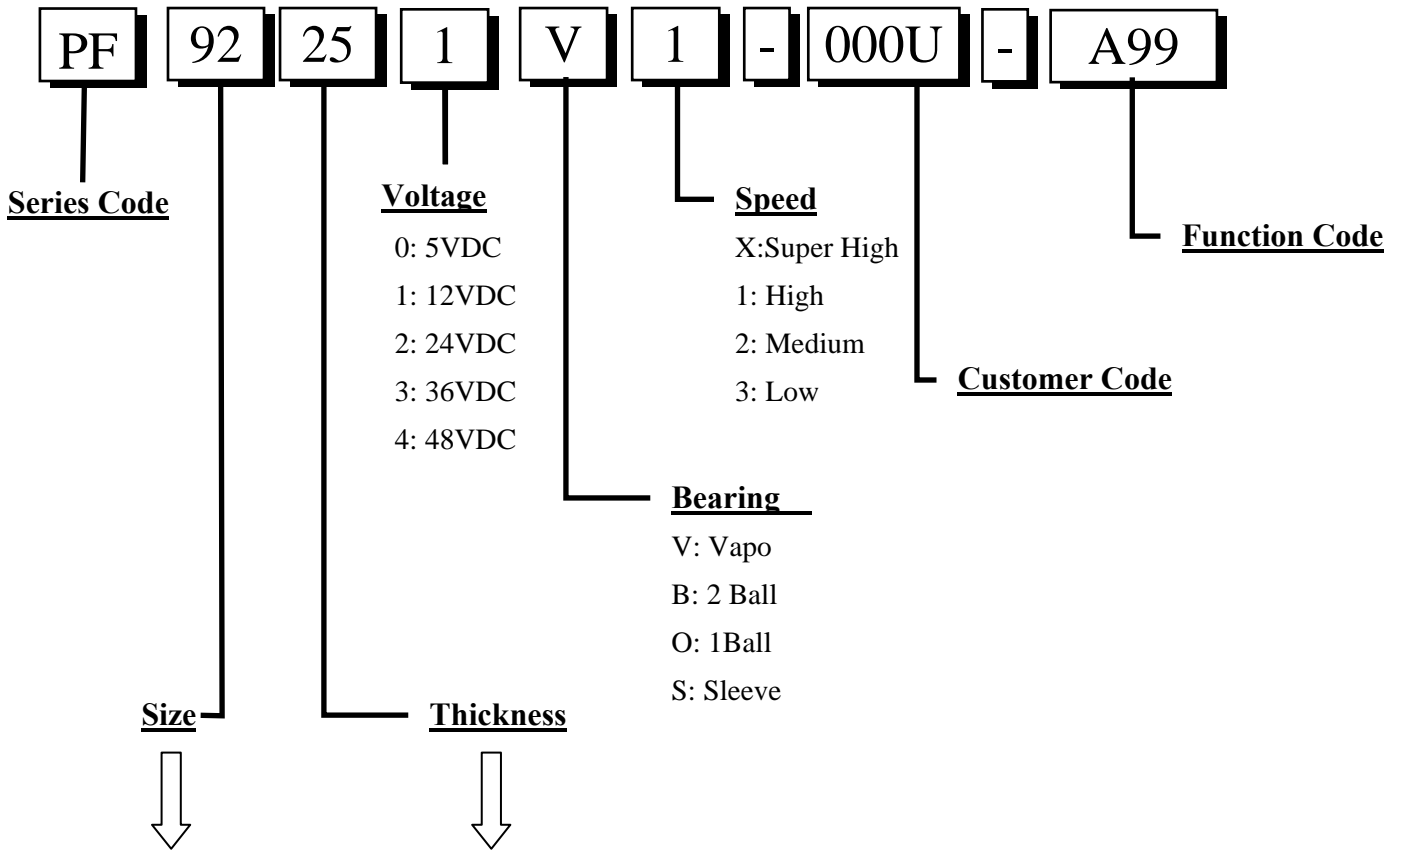 PF 92 25 1 V 1 - 000U - A99
Series Code
Voltage
0: 5VDC
1: 12VDC
2: 24VDC
3: 36VDC
4: 48VDC
Speed
X:Super High
1: High
2: Medium
3: Low
Function Code
Customer Code
Bearing
V: Vapo
B: 2 Ball
O: 1Ball
S: Sleeve
Size
Thickness